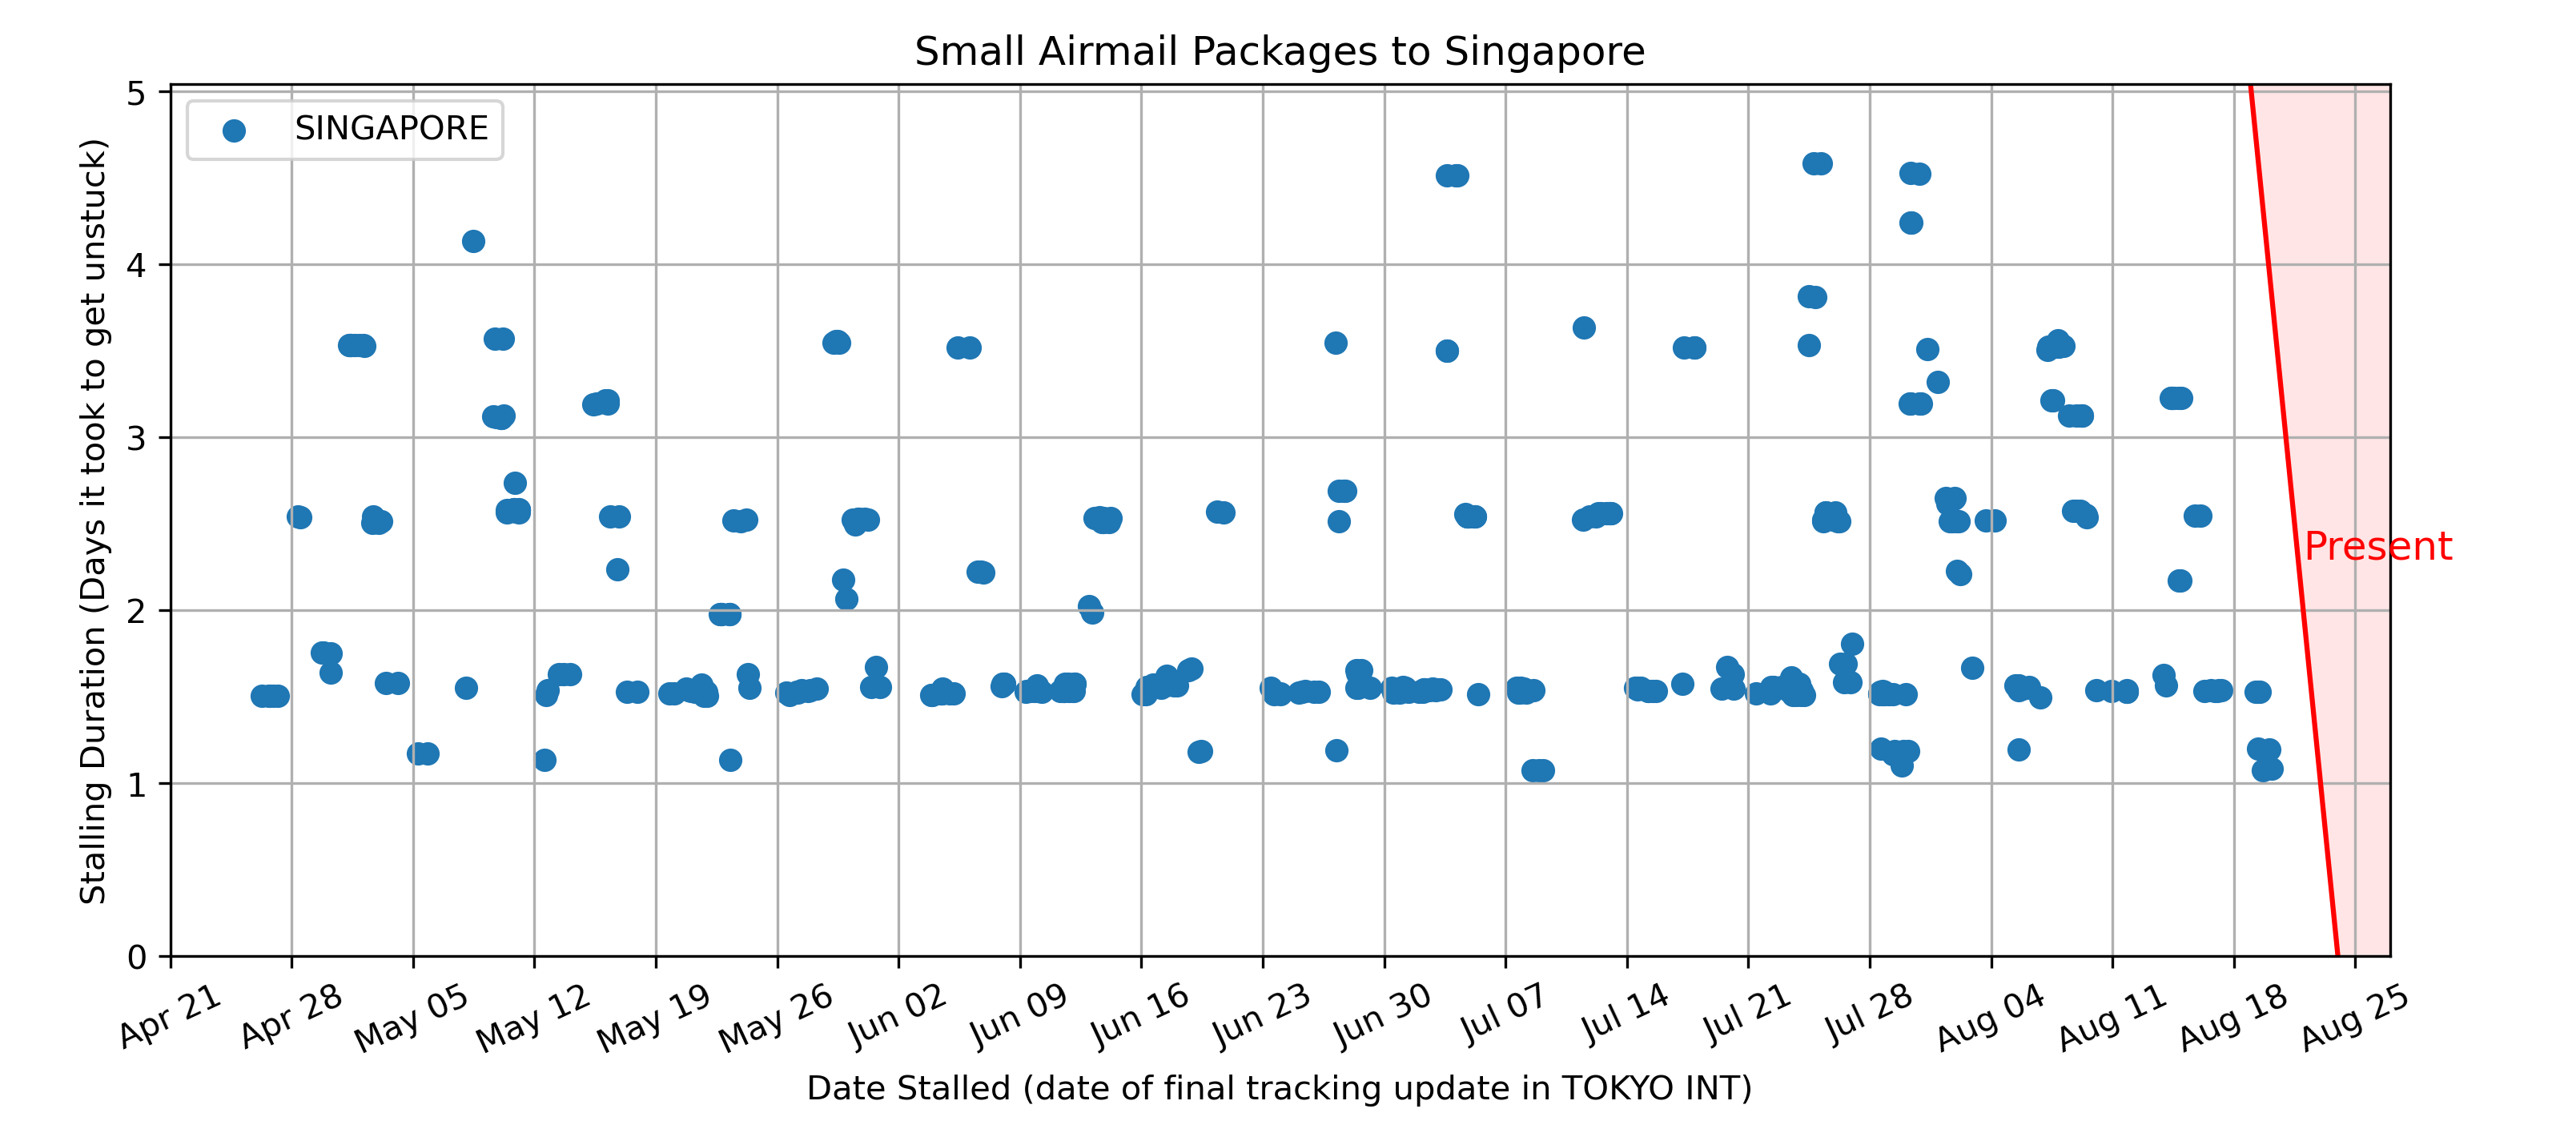 Small Airmail Packages to Singapore
SINGAPORE
Stalling Duration (Days it took to get unstuck)
5
4
3
2
1
0
Present
Apr 21
Apr 28
May 05
May 12
May 19
May 26
Jun 02
Jun 09
Jun 16
Jun 23
Jun 30
Jul 07
Jul 14
Jul 21
Jul 28
Aug 04
Aug 11
Aug 18
Aug 25
Date Stalled (date of final tracking update in TOKYO INT)